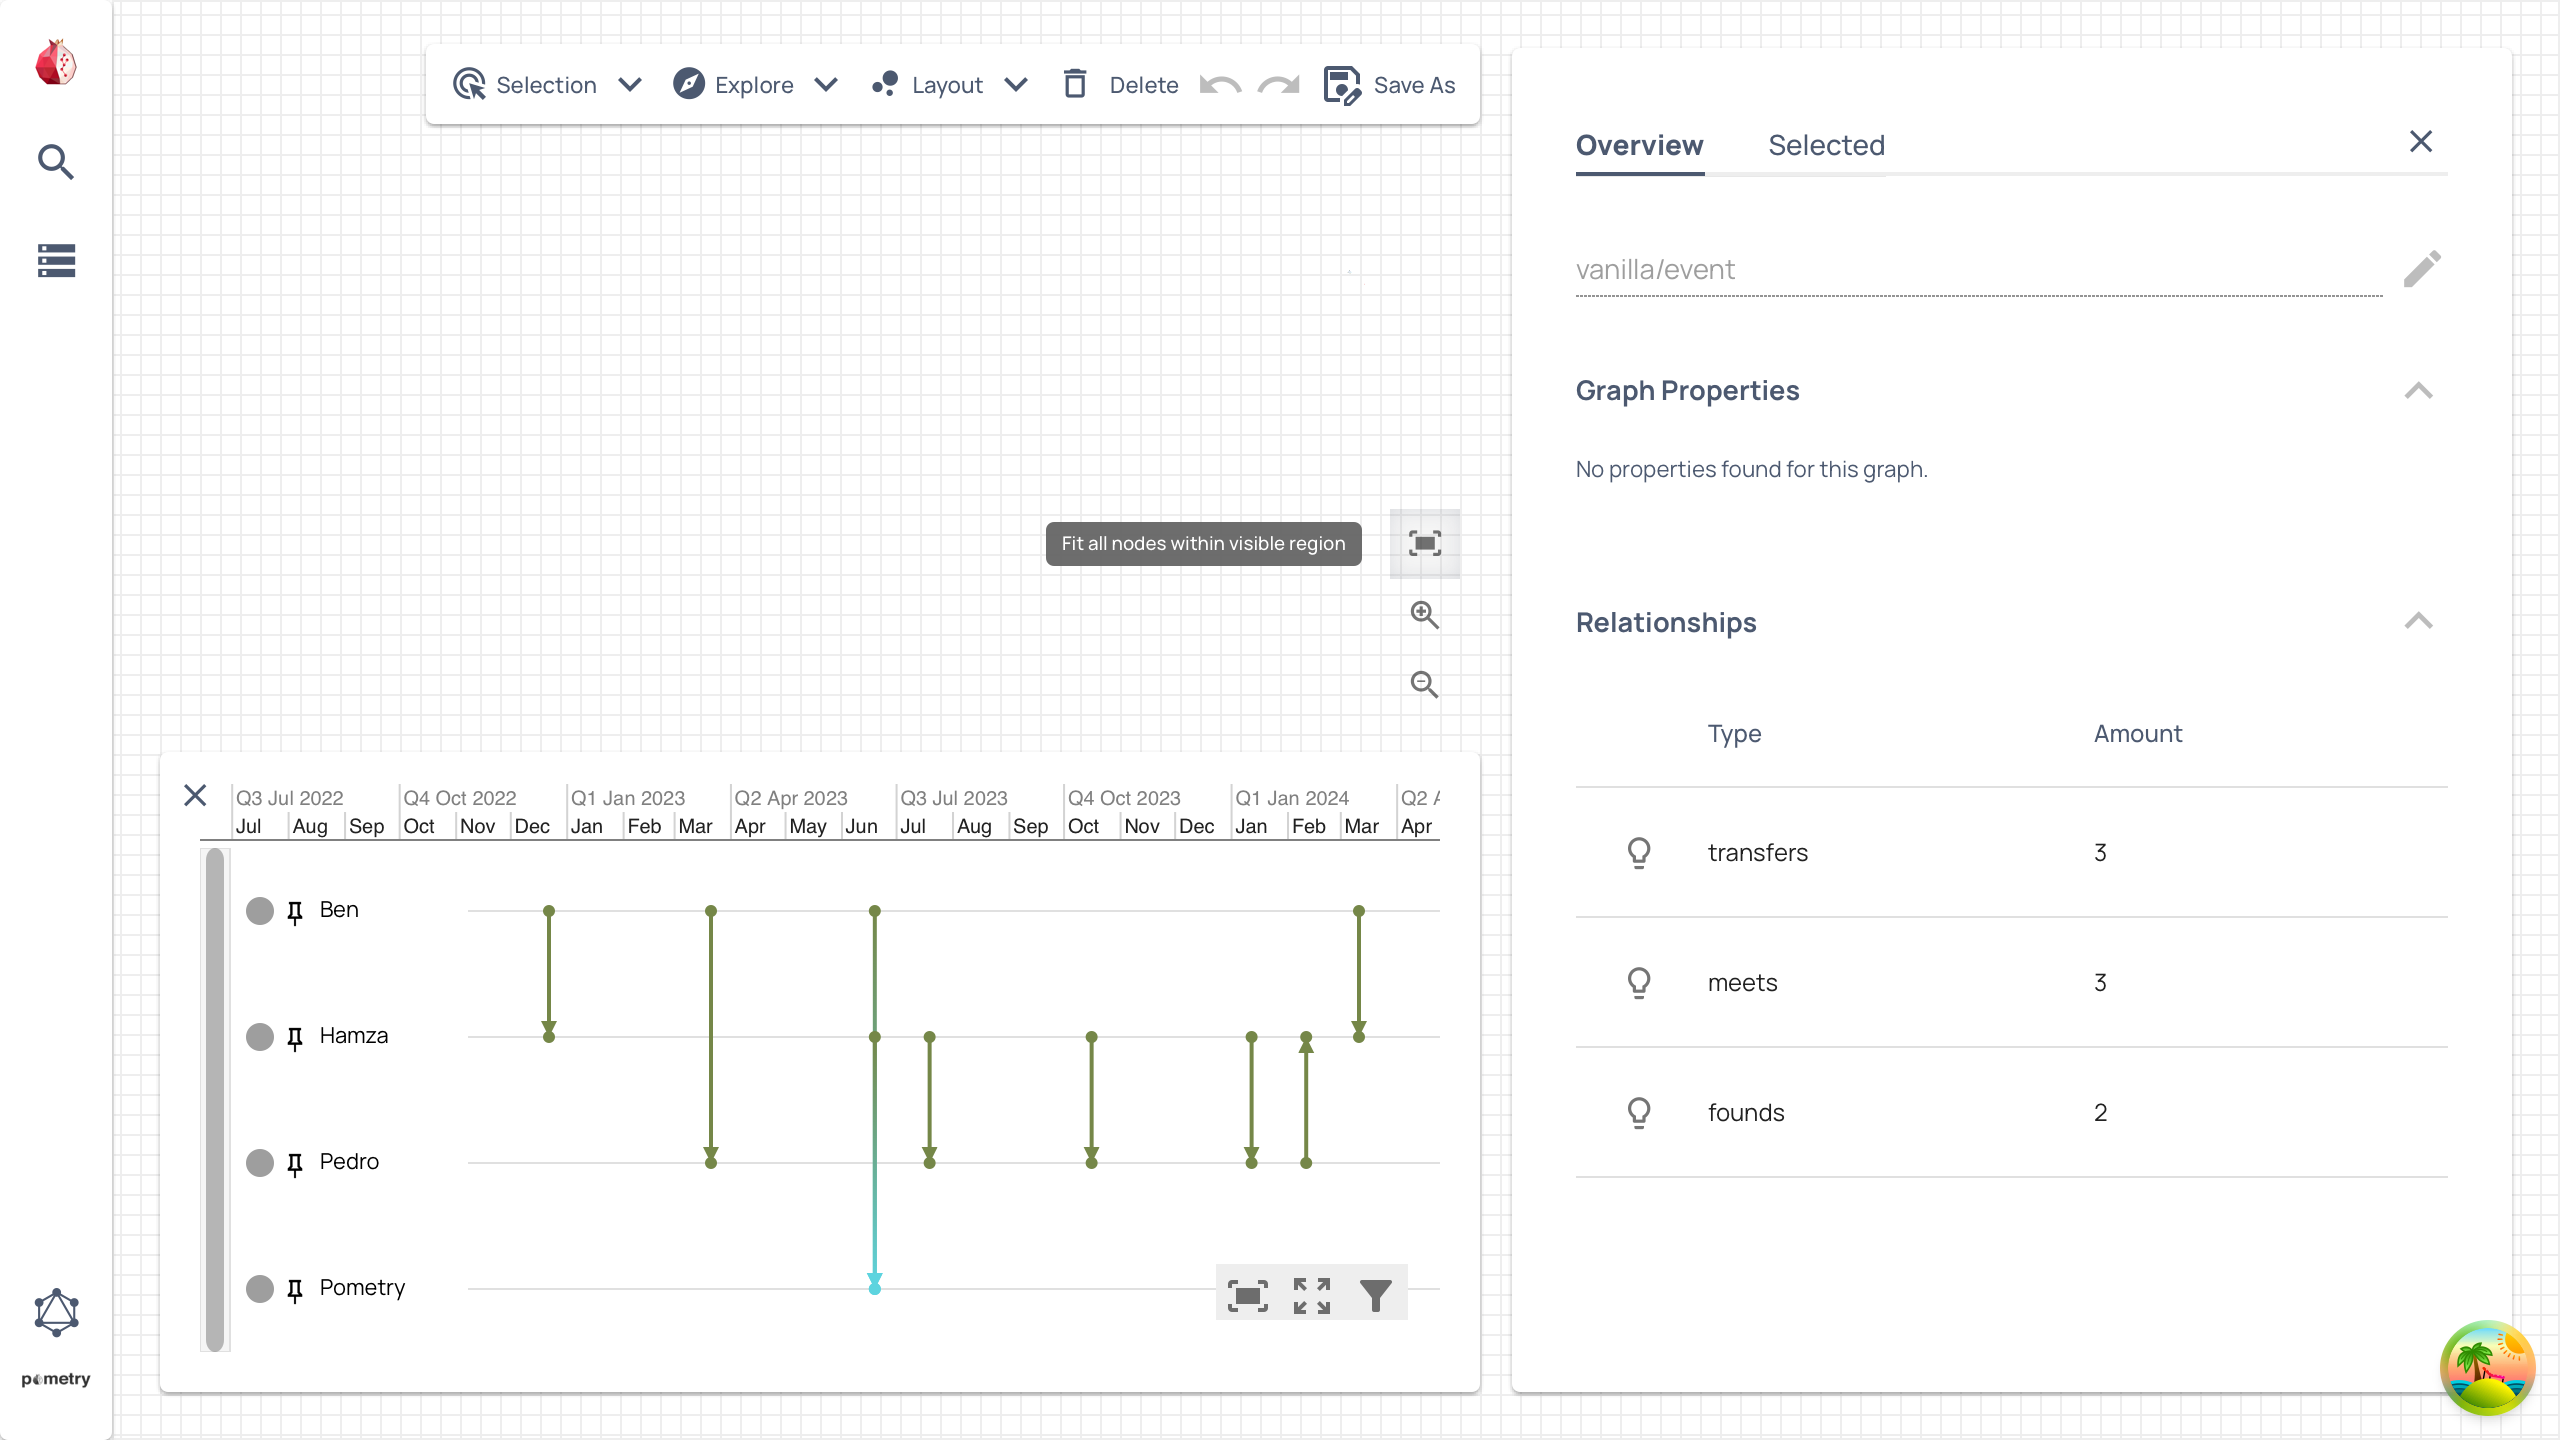 Selection Explore Layout Delete Save As
Overview Selected
vanilla/event
Graph Properties
No properties found for this graph.
Fit all nodes within visible region
Relationships
Type Amount
transfers 3
meets 3
founds 2
Q3 Jul 2022 Q4 Oct 2022 Q1 Jan 2023 Q2 Apr 2023 Q3 Jul 2023 Q4 Oct 2023 Q1 Jan 2024 Q2 A
Jul Aug Sep Oct Nov Dec Jan Feb Mar Apr May Jun Jul Aug Sep Oct Nov Dec Jan Feb Mar Apr
Ben
Hamza
Pedro
Pometry
pometry